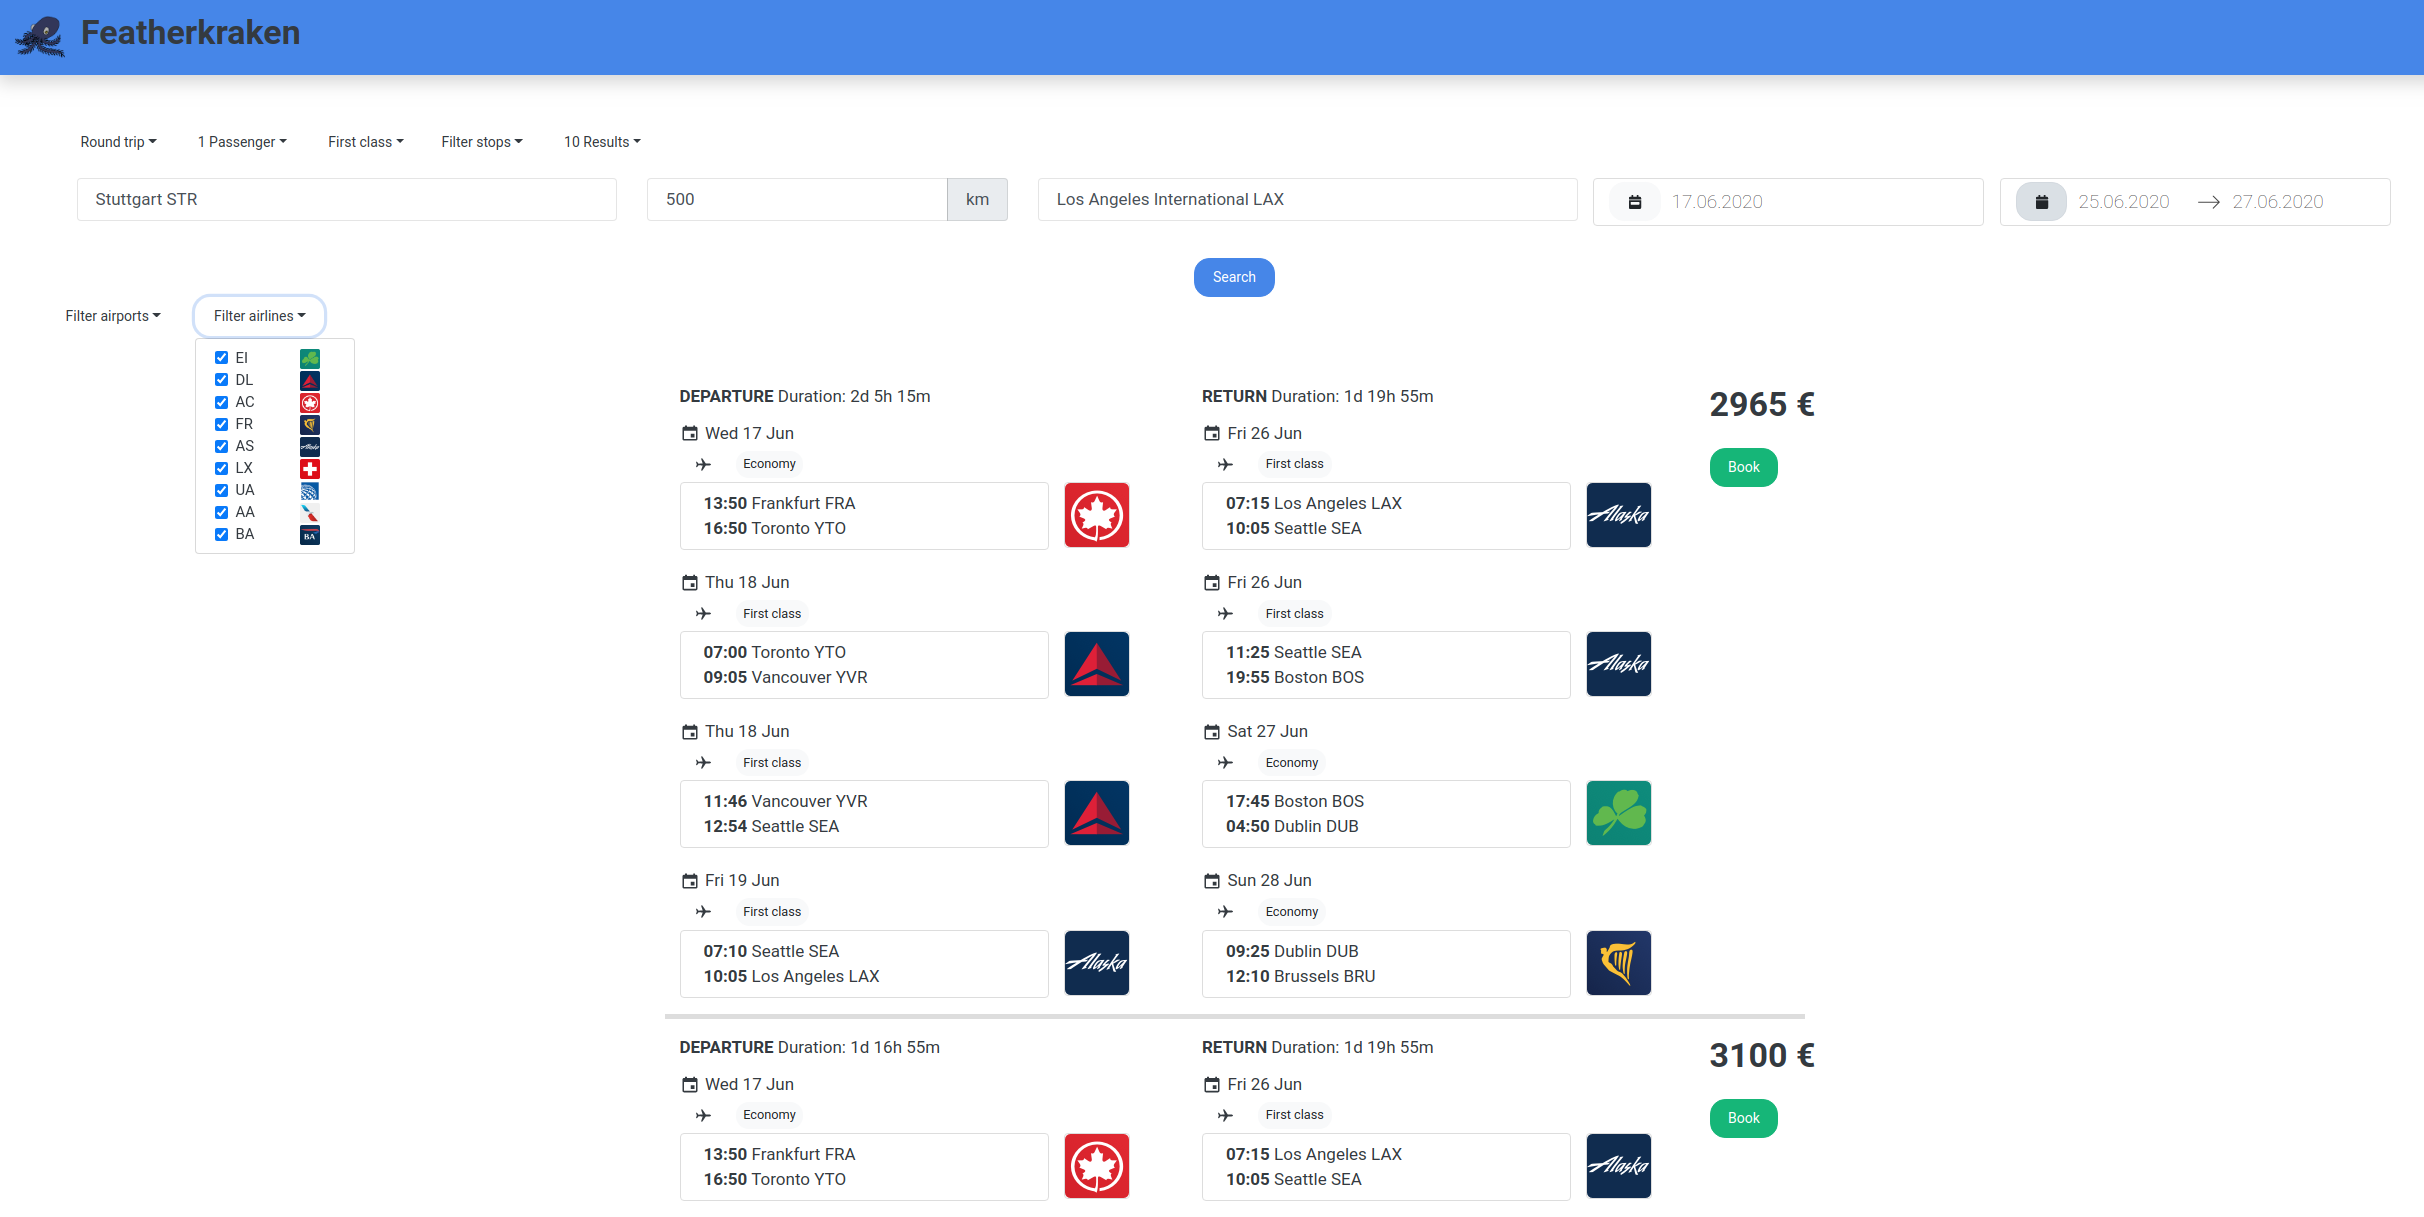 Featherkraken
Round trip 1 Passenger First class Filter stops 10 Results
Stuttgart STR 500 km Los Angeles International LAX 17.06.2020 25.06.2020 → 27.06.2020
Search
Filter airports Filter airlines
EI
DL
AC
FR
AS
LX
UA
AA
BA BA
DEPARTURE Duration: 2d 5h 15m
Wed 17 Jun
Economy
13:50 Frankfurt FRA
16:50 Toronto YTO
Thu 18 Jun
First class
07:00 Toronto YTO
09:05 Vancouver YVR
Thu 18 Jun
First class
11:46 Vancouver YVR
12:54 Seattle SEA
Fri 19 Jun
First class
07:10 Seattle SEA
10:05 Los Angeles LAX
Alaska
RETURN Duration: 1d 19h 55m
Fri 26 Jun
First class
07:15 Los Angeles LAX
10:05 Seattle SEA
Alaska
Fri 26 Jun
First class
11:25 Seattle SEA
19:55 Boston BOS
Alaska
Sat 27 Jun
Economy
17:45 Boston BOS
04:50 Dublin DUB
Sun 28 Jun
Economy
09:25 Dublin DUB
12:10 Brussels BRU
2965 €
Book
DEPARTURE Duration: 1d 16h 55m
Wed 17 Jun
Economy
13:50 Frankfurt FRA
16:50 Toronto YTO
RETURN Duration: 1d 19h 55m
Fri 26 Jun
First class
07:15 Los Angeles LAX
10:05 Seattle SEA
Alaska
3100 €
Book